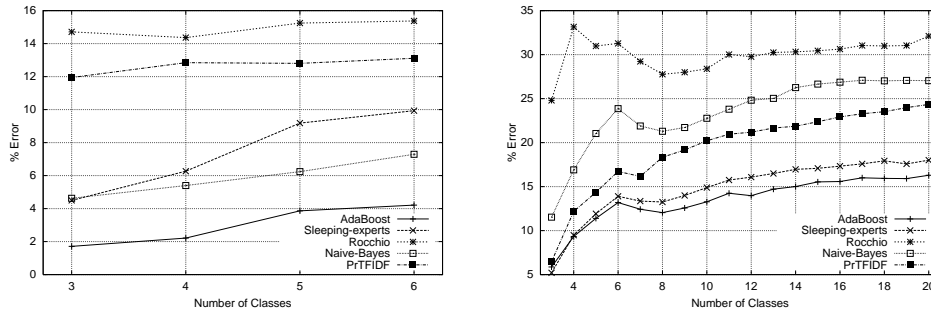 16
14
12
10
8
6
4
2
0
% Error
3
4
5
6
Number of Classes
AdaBoost
Sleeping-experts
Rocchio
Naive-Bayes
PrTFIDF
35
30
25
20
15
10
5
% Error
4
6
8
10
12
14
16
18
20
Number of Classes
AdaBoost
Sleeping-experts
Rocchio
Naive-Bayes
PrTFIDF